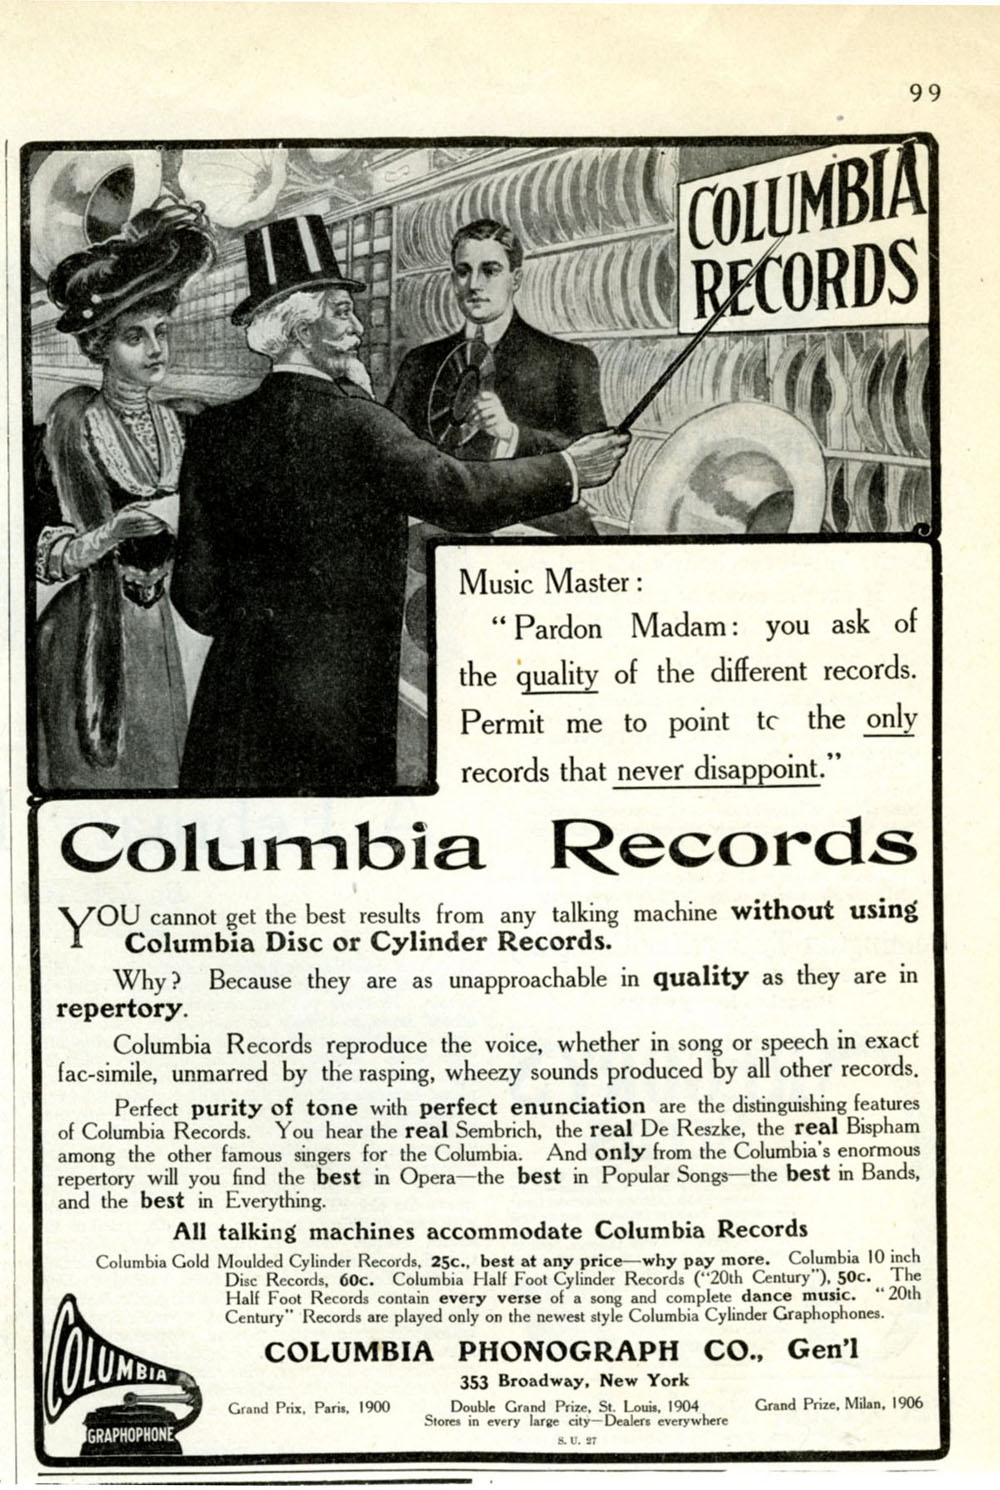 99
COLUMBIA
RECORDS
Music Master:
“Pardon Madam: you ask of
the quality of the different records.
Permit me to point tc the only
records that never disappoint.”
Columbia Records
YOU cannot get the best results from any talking machine without using
Columbia Disc or Cylinder Records.
Why? Because they are as unapproachable in quality as they are in
repertory.
Columbia Records reproduce the voice, whether in song or speech in exact
fac-simile, unmarred by the rasping, wheezy sounds produced by all other records.
Perfect purity of tone with perfect enunciation are the distinguishing features
of Columbia Records. You hear the real Sembrich, the real De Reszke, the real Bispham
among the other famous singers for the Columbia. And only from the Columbia's enormous
repertory will you find the best in Opera—the best in Popular Songs—the best in Bands,
and the best in Everything.
All talking machines accommodate Columbia Records
Columbia Gold Moulded Cylinder Records, 25c., best at any price—why pay more. Columbia 10 inch
Disc Records, 60c. Columbia Half Foot Cylinder Records (“20th Century”), 50c. The
Half Foot Records contain every verse of a song and complete dance music. “20th
Century” Records are played only on the newest style Columbia Cylinder Graphophones.
COLUMBIA
GRAPHOPHONE
COLUMBIA PHONOGRAPH CO., Gen'l
353 Broadway, New York
Grand Prix, Paris, 1900 Double Grand Prize, St. Louis, 1904 Grand Prize, Milan, 1906
Stores in every large city—Dealers everywhere
S. U. 27